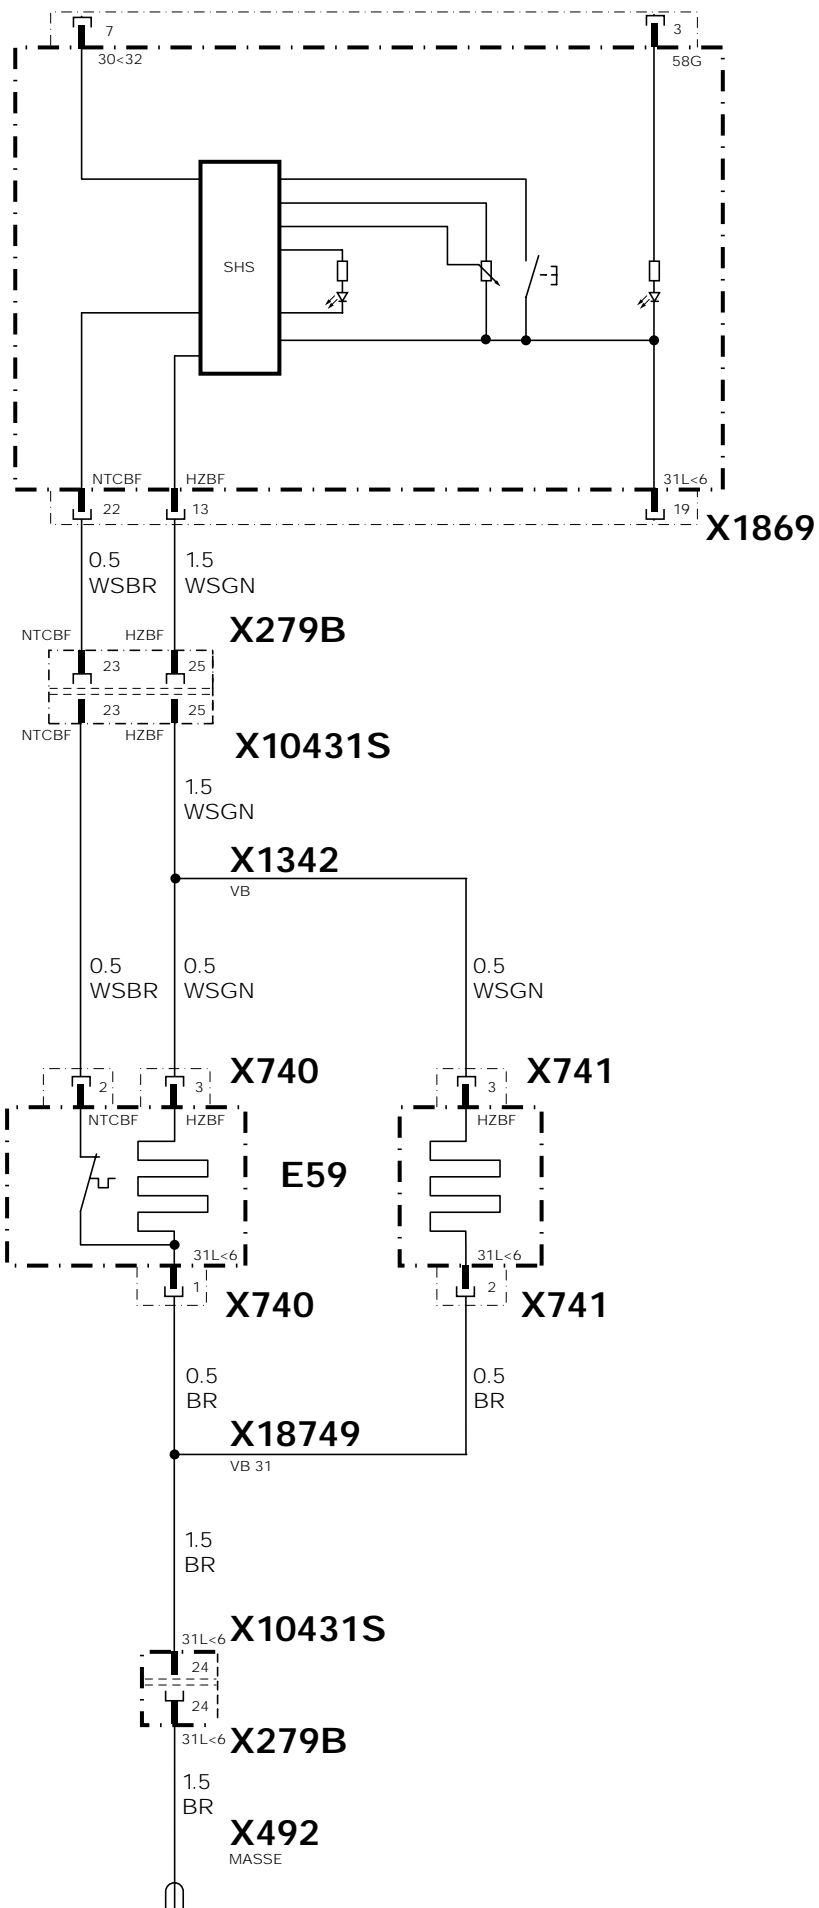 7
3
30<32
58G
SHS
NTCBF
HZBF
31L<6
22
13
19
X1869
0.5
WSBR
1.5
WSGN
X279B
NTCBF
HZBF
23
25
23
25
NTCBF
HZBF
X10431S
1.5
WSGN
X1342
VB
0.5
WSBR
0.5
WSGN
0.5
WSGN
X740
X741
2
3
3
NTCBF
HZBF
HZBF
E59
31L<6
31L<6
1
2
X740
X741
0.5
BR
0.5
BR
X18749
VB 31
1.5
BR
X10431S
31L<6
24
24
31L<6
X279B
1.5
BR
X492
MASSE